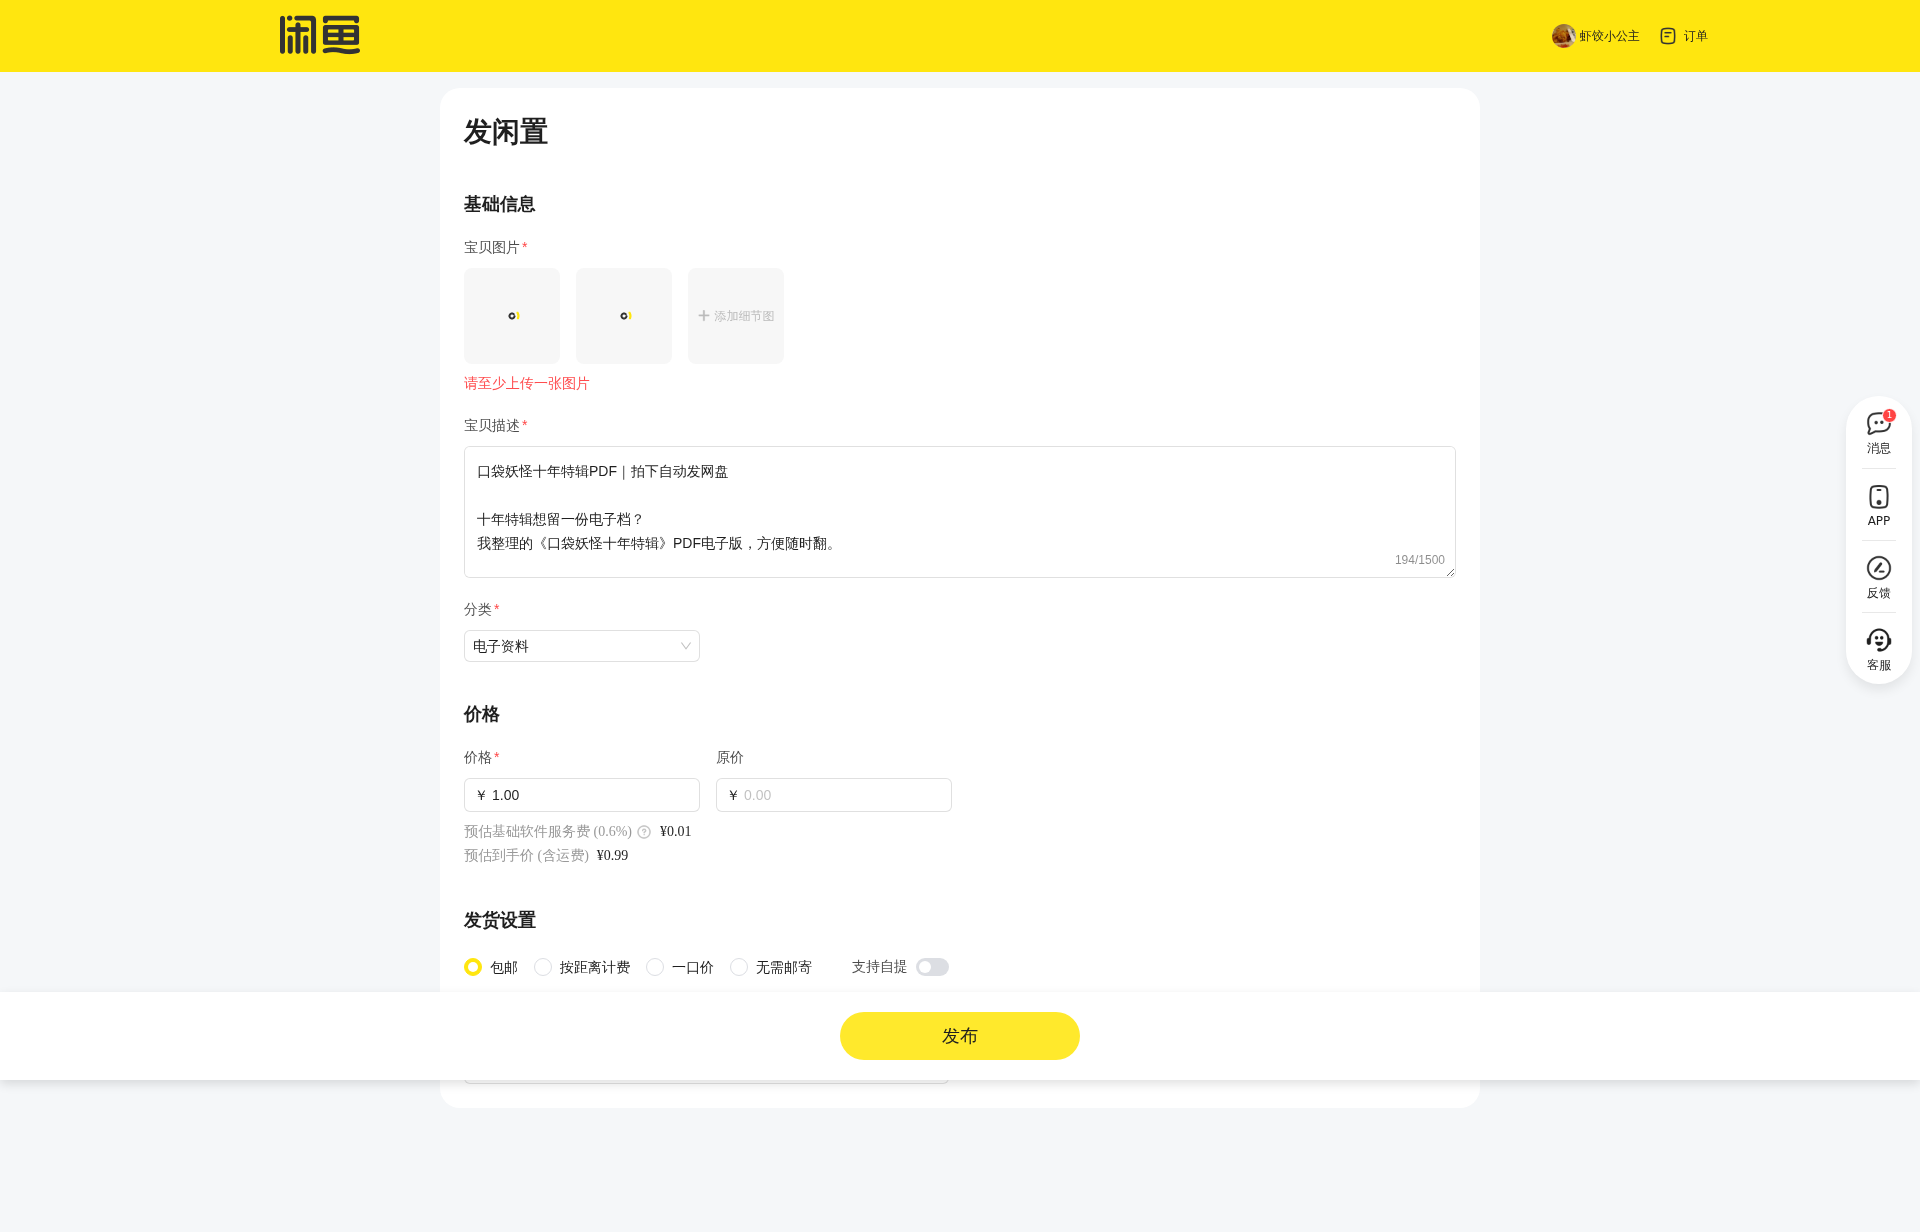 闲鱼
虾饺小公主
订单
发闲置
基础信息
宝贝图片*
添加细节图
请至少上传一张图片
宝贝描述*
口袋妖怪十年特辑PDF｜拍下自动发网盘
十年特辑想留一份电子档？
我整理的《口袋妖怪十年特辑》PDF电子版，方便随时翻。
194/1500
分类*
电子资料
价格
价格* 原价
¥ 1.00 ¥ 0.00
预估基础软件服务费 (0.6%) ? ¥0.01
预估到手价 (含运费) ¥0.99
发货设置
包邮 按距离计费 一口价 无需邮寄 支持自提
发布
1
消息
APP
反馈
客服